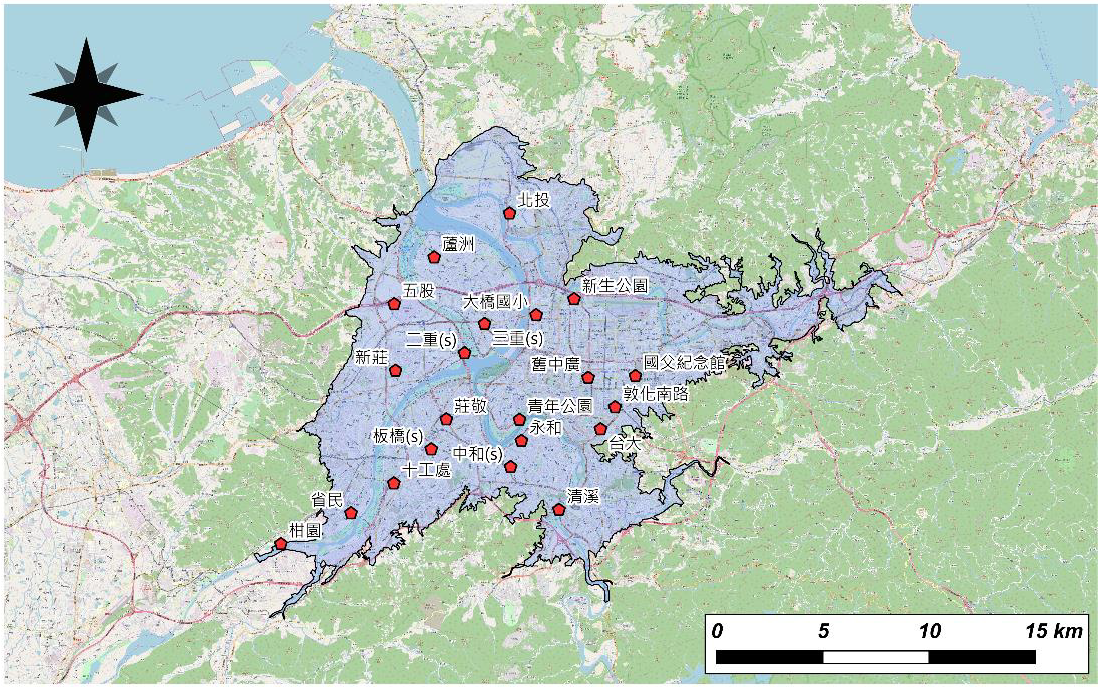 北投
蘆洲
新生公園
五股
大橋國小
二重(s)
三重(s)
新莊
舊中廣
國父紀念館
敦化南路
莊敬
青年公園
永和
板橋(s)
中和(s)
台大
十工處
清溪
省民
柑園
0 5 10 15 km